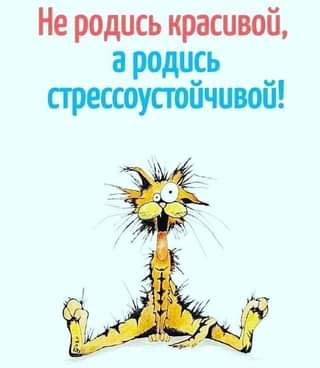 Не родись красивой,
а родись
стрессоустойчивой!